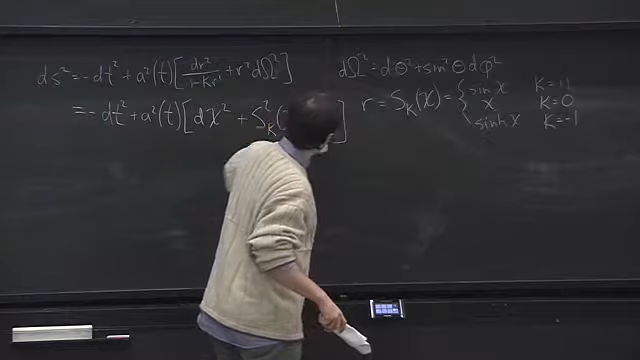 ds² = -dt² + a²(t) [ dr²/(1-Kr²) + r² dΩ² ]
dΩ² = dθ² + sin²θ dφ²
= -dt² + a²(t) [ dχ² + S²_K( ]
r = S_K(χ) = { sin χ K=+1
χ K=0
sinh χ K=-1